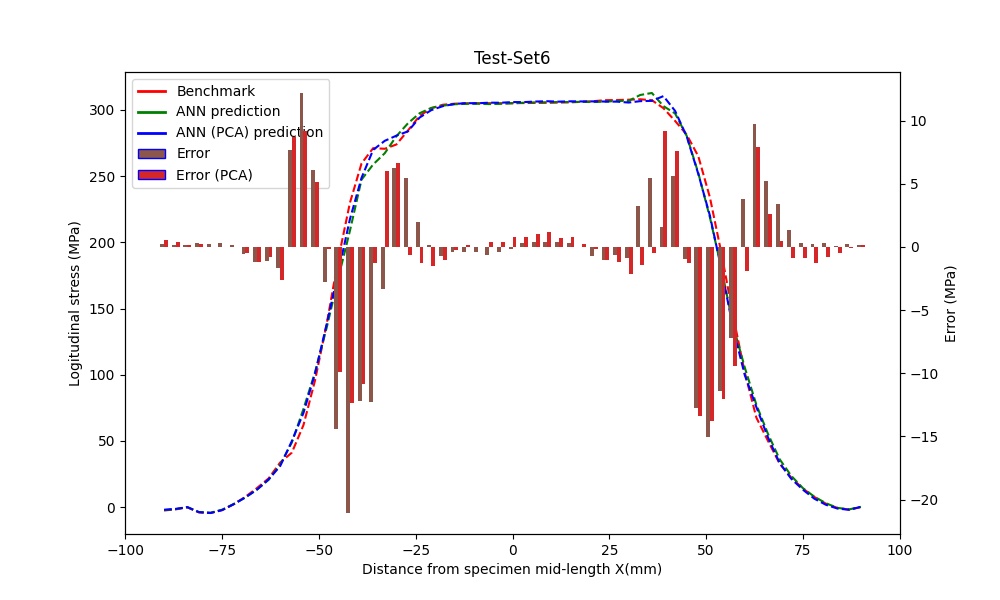 Test-Set6
Benchmark
ANN prediction
ANN (PCA) prediction
Error
Error (PCA)
300
250
200
150
100
50
0
Logitudinal stress (MPa)
10
5
0
−5
−10
−15
−20
Error (MPa)
−100 −75 −50 −25 0 25 50 75 100
Distance from specimen mid-length X(mm)